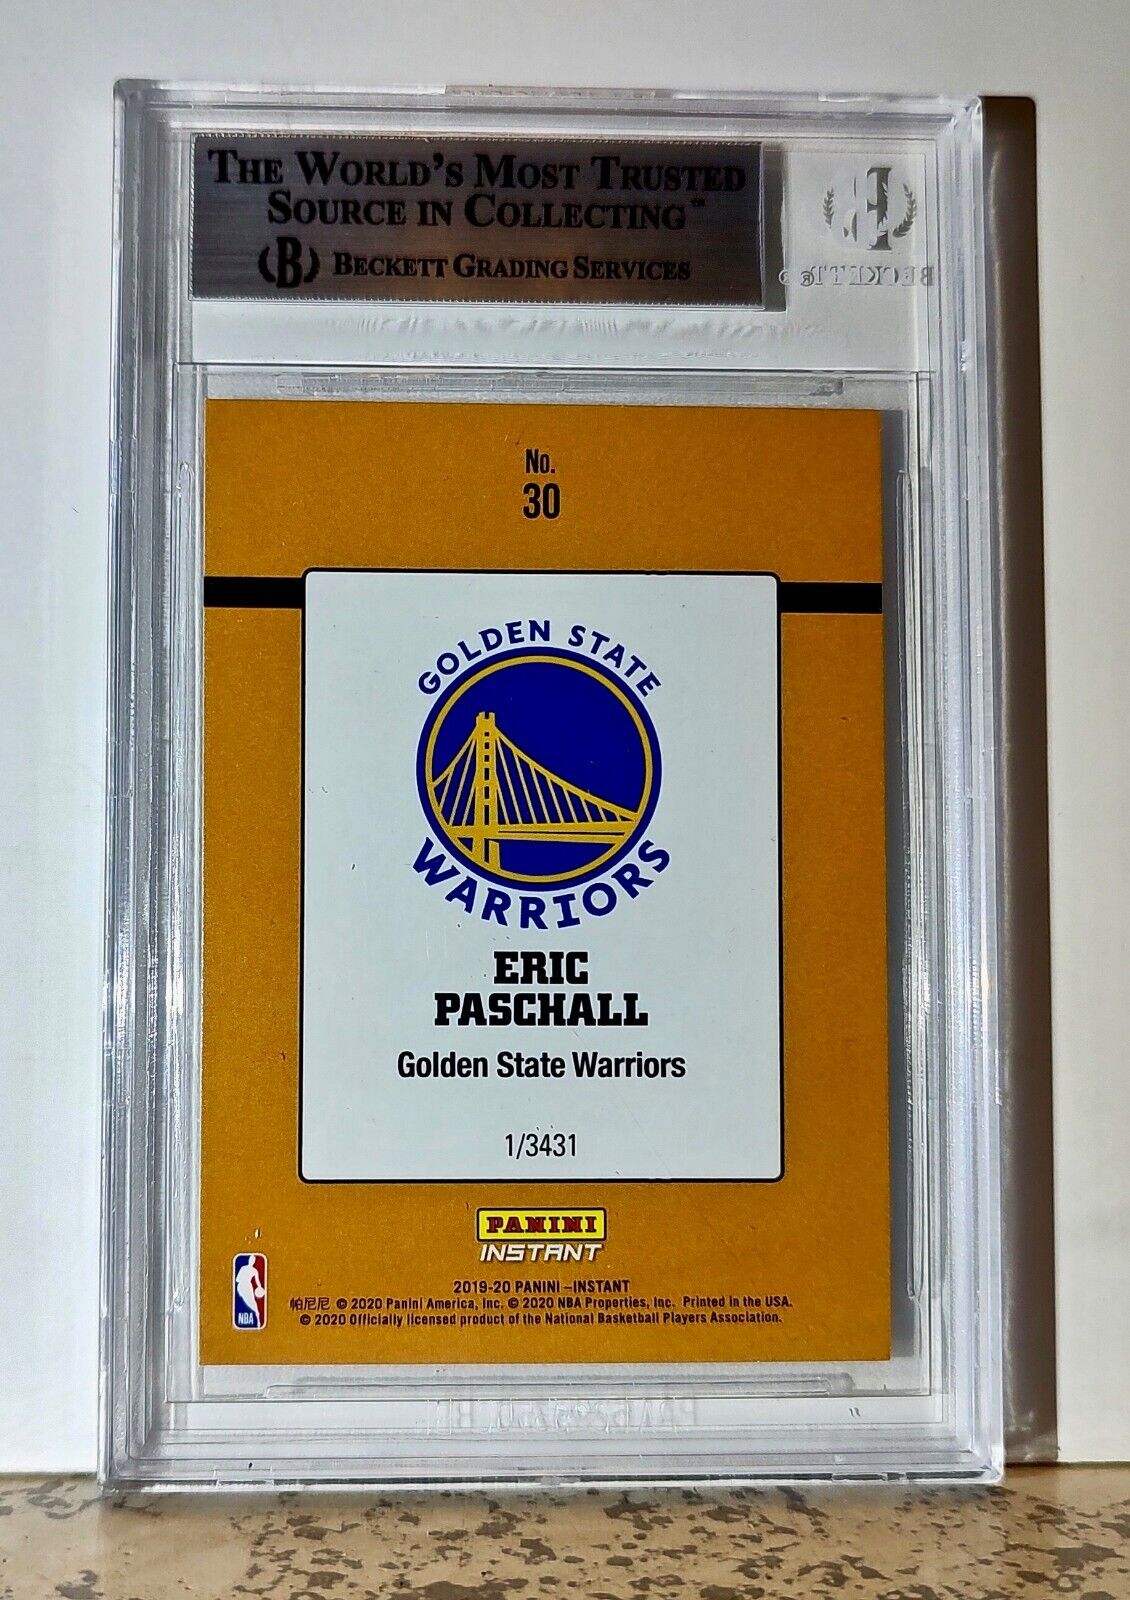 THE WORLD'S MOST TRUSTED
SOURCE IN COLLECTING™
B BECKETT GRADING SERVICES
BECKETT®
No.
30
GOLDEN STATE
WARRIORS
ERIC
PASCHALL
Golden State Warriors
1/3431
PANINI
INSTANT
NBA
2019-20 PANINI –INSTANT
帕尼尼 © 2020 Panini America, Inc. © 2020 NBA Properties, Inc. Printed in the USA.
© 2020 Officially licensed product of the National Basketball Players Association.